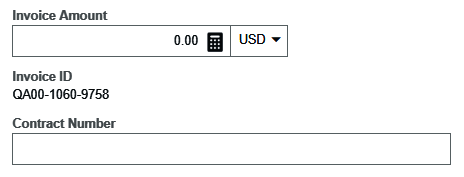 Invoice Amount
0.00 USD
Invoice ID
QA00-1060-9758
Contract Number